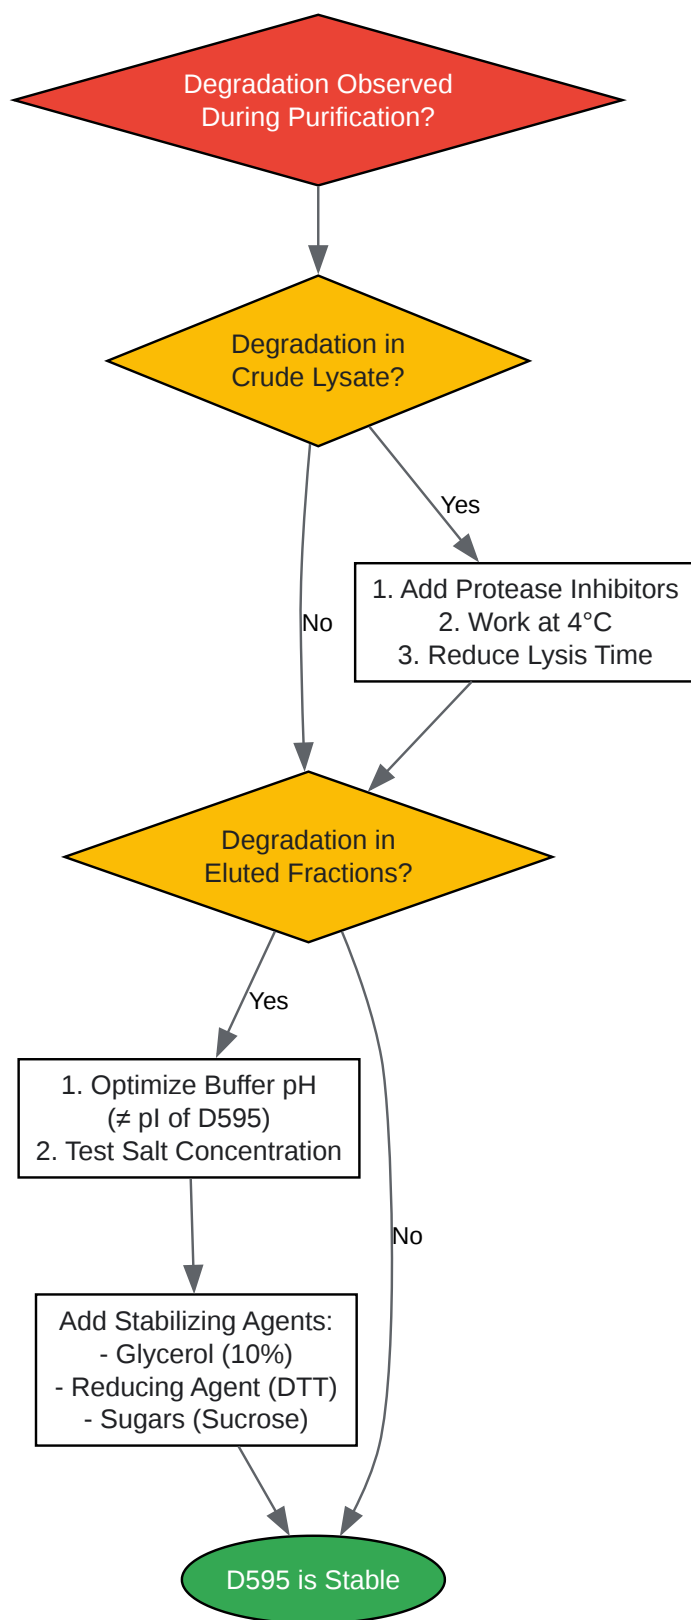 Degradation Observed
During Purification?
Degradation in
Crude Lysate?
Yes
1. Add Protease Inhibitors
2. Work at 4°C
3. Reduce Lysis Time
No
Degradation in
Eluted Fractions?
Yes
1. Optimize Buffer pH
(≠ pI of D595)
2. Test Salt Concentration
No
Add Stabilizing Agents:
- Glycerol (10%)
- Reducing Agent (DTT)
- Sugars (Sucrose)
D595 is Stable